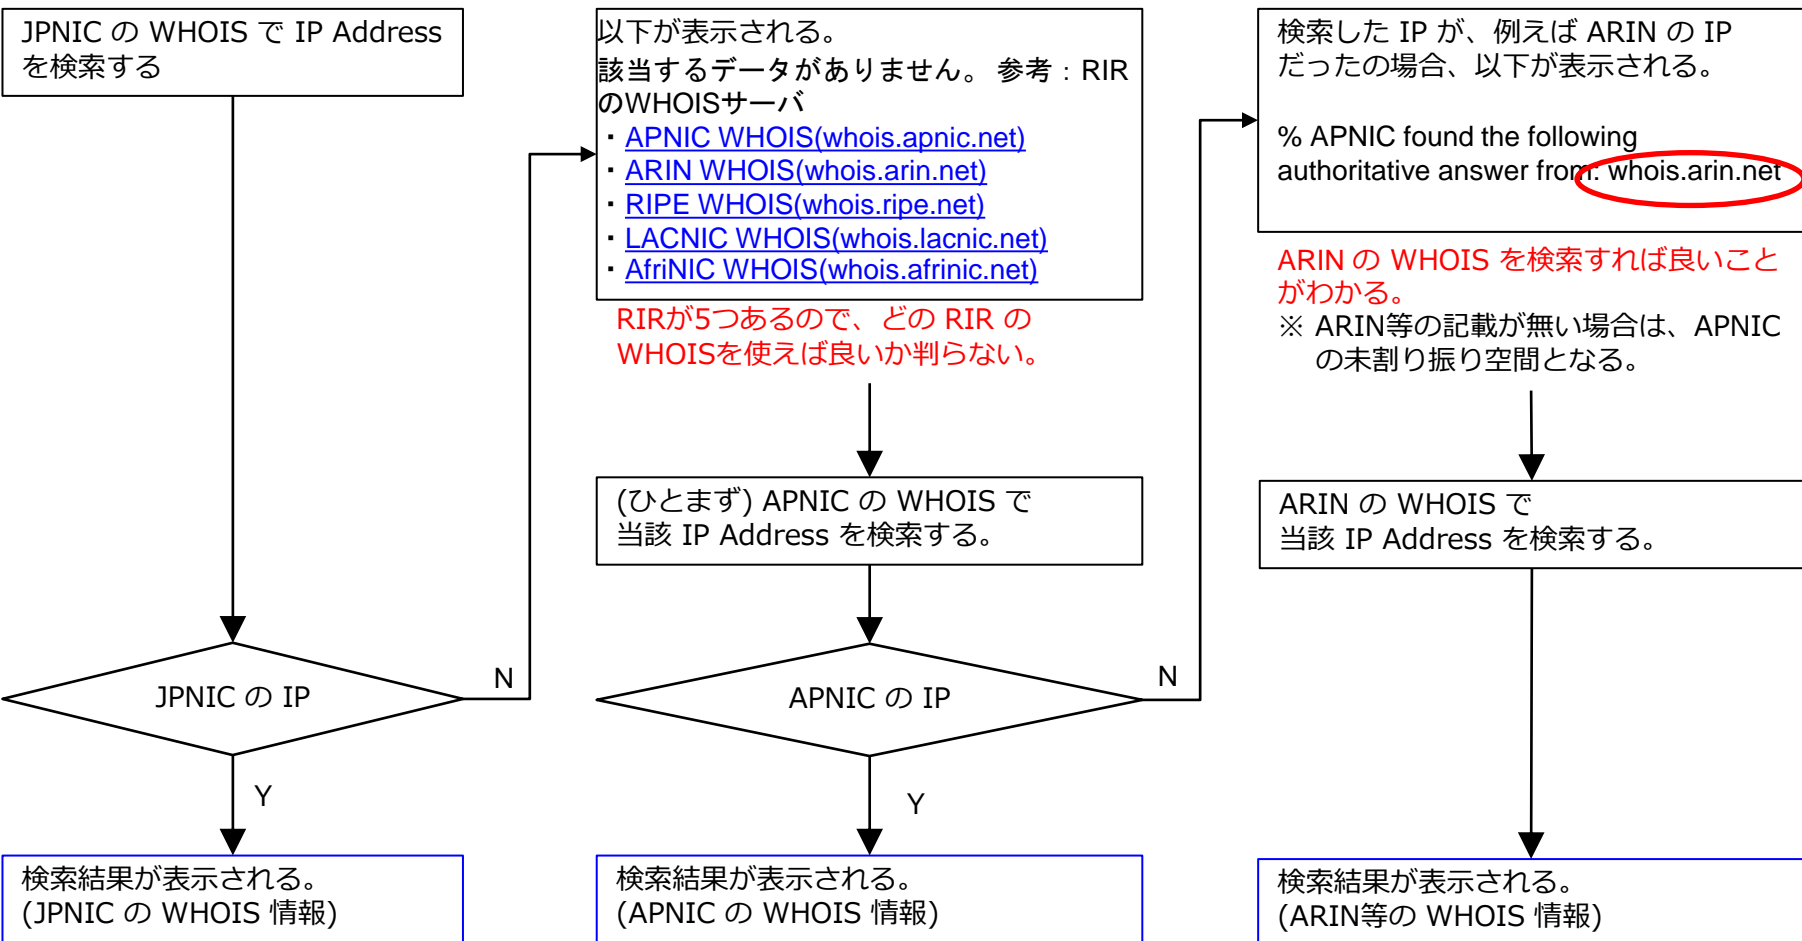 JPNIC の WHOIS で IP Address
を検索する
JPNIC の IP
N
Y
検索結果が表示される。
(JPNIC の WHOIS 情報)
以下が表示される。
該当するデータがありません。 参考：RIR
のWHOISサーバ
・APNIC WHOIS(whois.apnic.net)
・ARIN WHOIS(whois.arin.net)
・RIPE WHOIS(whois.ripe.net)
・LACNIC WHOIS(whois.lacnic.net)
・AfriNIC WHOIS(whois.afrinic.net)
RIRが5つあるので、どの RIR の
WHOISを使えば良いか判らない。
(ひとまず) APNIC の WHOIS で
当該 IP Address を検索する。
APNIC の IP
N
Y
検索結果が表示される。
(APNIC の WHOIS 情報)
検索した IP が、例えば ARIN の IP
だったの場合、以下が表示される。
% APNIC found the following
authoritative answer from: whois.arin.net
ARIN の WHOIS を検索すれば良いこと
がわかる。
※ ARIN等の記載が無い場合は、APNIC
の未割り振り空間となる。
ARIN の WHOIS で
当該 IP Address を検索する。
検索結果が表示される。
(ARIN等の WHOIS 情報)